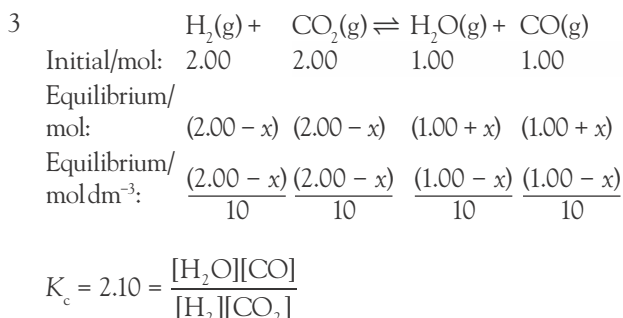 3 H₂(g) + CO₂(g) ⇌ H₂O(g) + CO(g)
Initial/mol: 2.00 2.00 1.00 1.00
Equilibrium/
mol: (2.00 − x) (2.00 − x) (1.00 + x) (1.00 + x)
Equilibrium/
mol dm⁻³: (2.00 − x)/10 (2.00 − x)/10 (1.00 − x)/10 (1.00 − x)/10
K_c = 2.10 = [H₂O][CO]/[H₂][CO₂]